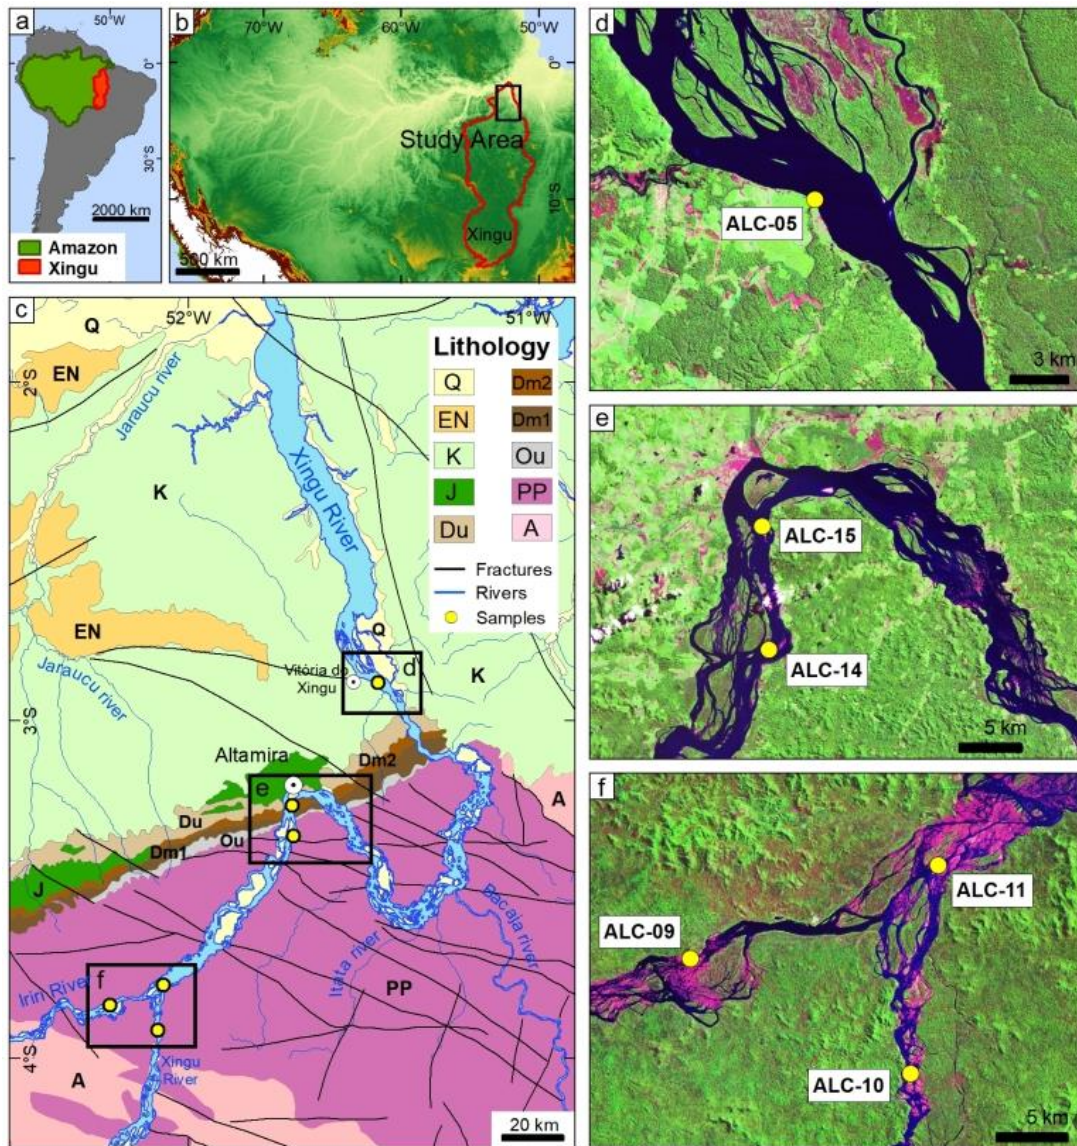 a
50°W
0°
30°S
2000 km
Amazon
Xingu
b
70°W
60°W
50°W
0°
10°S
Study Area
Xingu
500 km
c
52°W
51°W
2°S
3°S
4°S
Q
EN
Jaraucu river
K
Xingu River
Lithology
Q
Dm2
EN
Dm1
K
Ou
J
PP
Du
A
Fractures
Rivers
Samples
EN
Q
Jaraucu river
Vitória do
Xingu
d
K
Altamira
Dm2
e
A
Du
Ou
Dm1
J
Bacajá river
Itata river
PP
Iriri River
f
A
Xingu
River
20 km
d
ALC-05
3 km
e
ALC-15
ALC-14
5 km
f
ALC-11
ALC-09
ALC-10
5 km